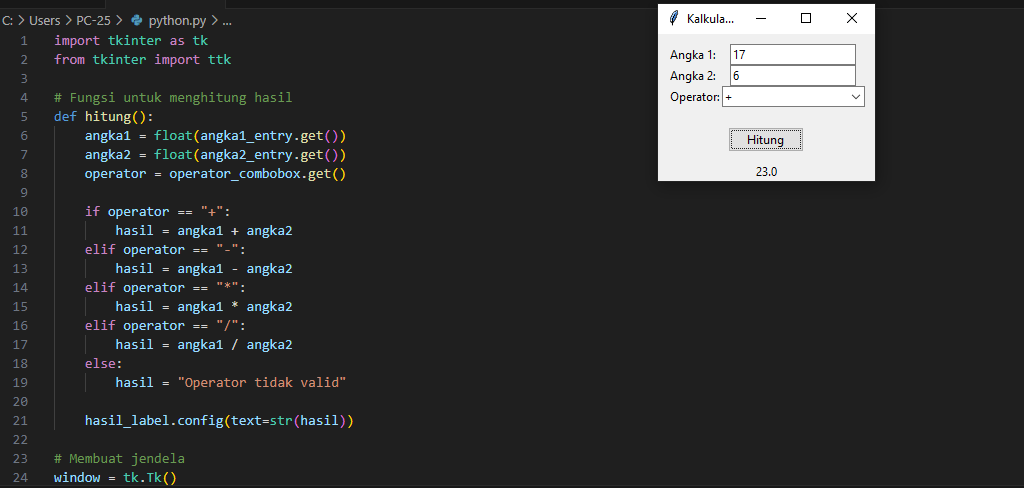 C: > Users > PC-25 > python.py > ...
1 import tkinter as tk
2 from tkinter import ttk
3
4 # Fungsi untuk menghitung hasil
5 def hitung():
6     angka1 = float(angka1_entry.get())
7     angka2 = float(angka2_entry.get())
8     operator = operator_combobox.get()
9
10     if operator == "+":
11         hasil = angka1 + angka2
12     elif operator == "-":
13         hasil = angka1 - angka2
14     elif operator == "*":
15         hasil = angka1 * angka2
16     elif operator == "/":
17         hasil = angka1 / angka2
18     else:
19         hasil = "Operator tidak valid"
20
21     hasil_label.config(text=str(hasil))
22
23 # Membuat jendela
24 window = tk.Tk()
Kalkula...
Angka 1: 17
Angka 2: 6
Operator: +
Hitung
23.0